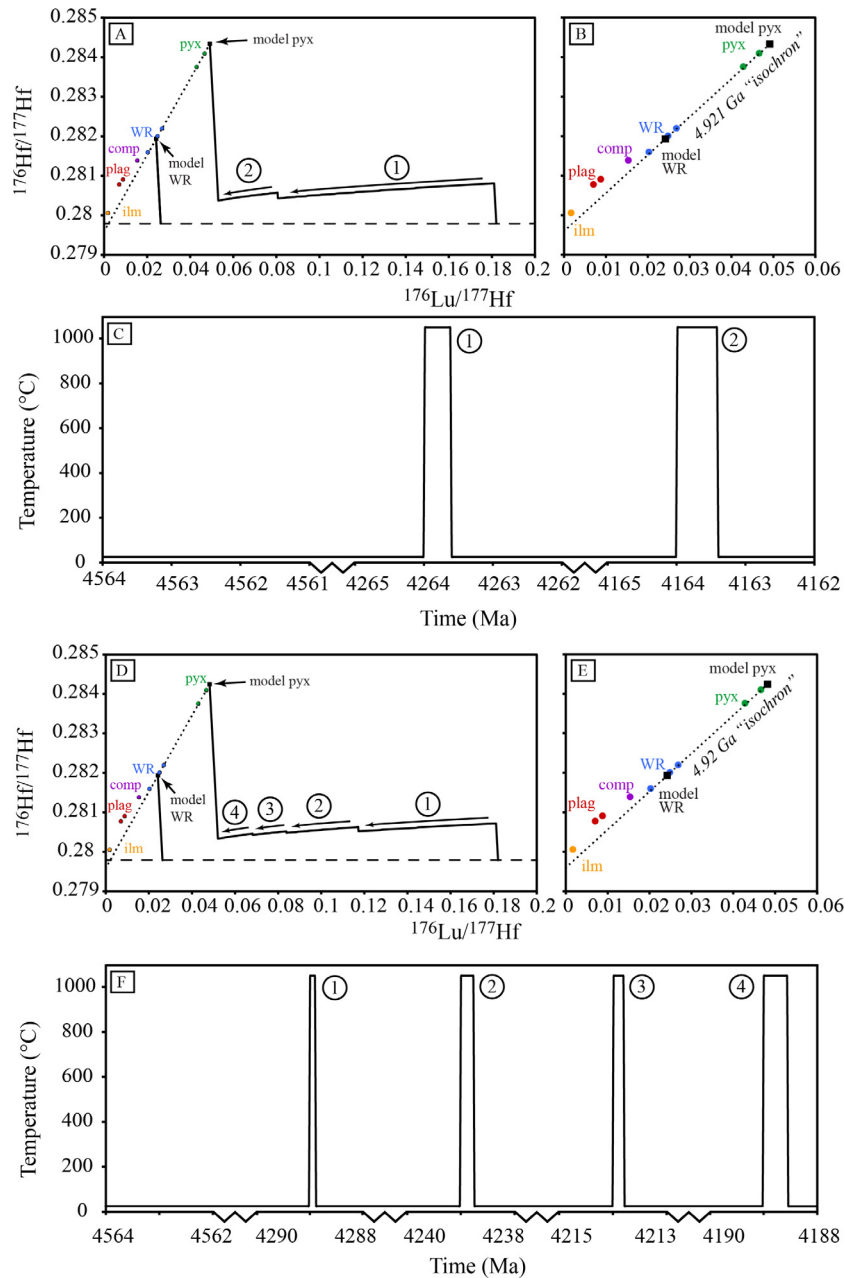 A
0.285
0.284
0.283
0.282
0.281
0.28
0.279
¹⁷⁶Hf/¹⁷⁷Hf
pyx
model pyx
WR
comp
model
WR
plag
ilm
②
①
0 0.02 0.04 0.06 0.08 0.1 0.12 0.14 0.16 0.18 0.2
¹⁷⁶Lu/¹⁷⁷Hf
B
model pyx
pyx
4.921 Ga “isochron”
WR
comp
model
WR
plag
ilm
0 0.01 0.02 0.03 0.04 0.05 0.06
C
1000
800
600
400
200
0
Temperature (°C)
①
②
4564 4563 4562 4561 4265 4264 4263 4262 4165 4164 4163 4162
Time (Ma)
D
0.285
0.284
0.283
0.282
0.281
0.28
0.279
¹⁷⁶Hf/¹⁷⁷Hf
pyx
model pyx
WR
comp
model
WR
plag
ilm
④ ③ ② ①
0 0.02 0.04 0.06 0.08 0.1 0.12 0.14 0.16 0.18 0.2
¹⁷⁶Lu/¹⁷⁷Hf
E
model pyx
pyx
4.92 Ga “isochron”
WR
comp
model
WR
plag
ilm
0 0.01 0.02 0.03 0.04 0.05 0.06
F
1000
800
600
400
200
0
Temperature (°C)
① ② ③ ④
4564 4562 4290 4288 4240 4238 4215 4213 4190 4188
Time (Ma)